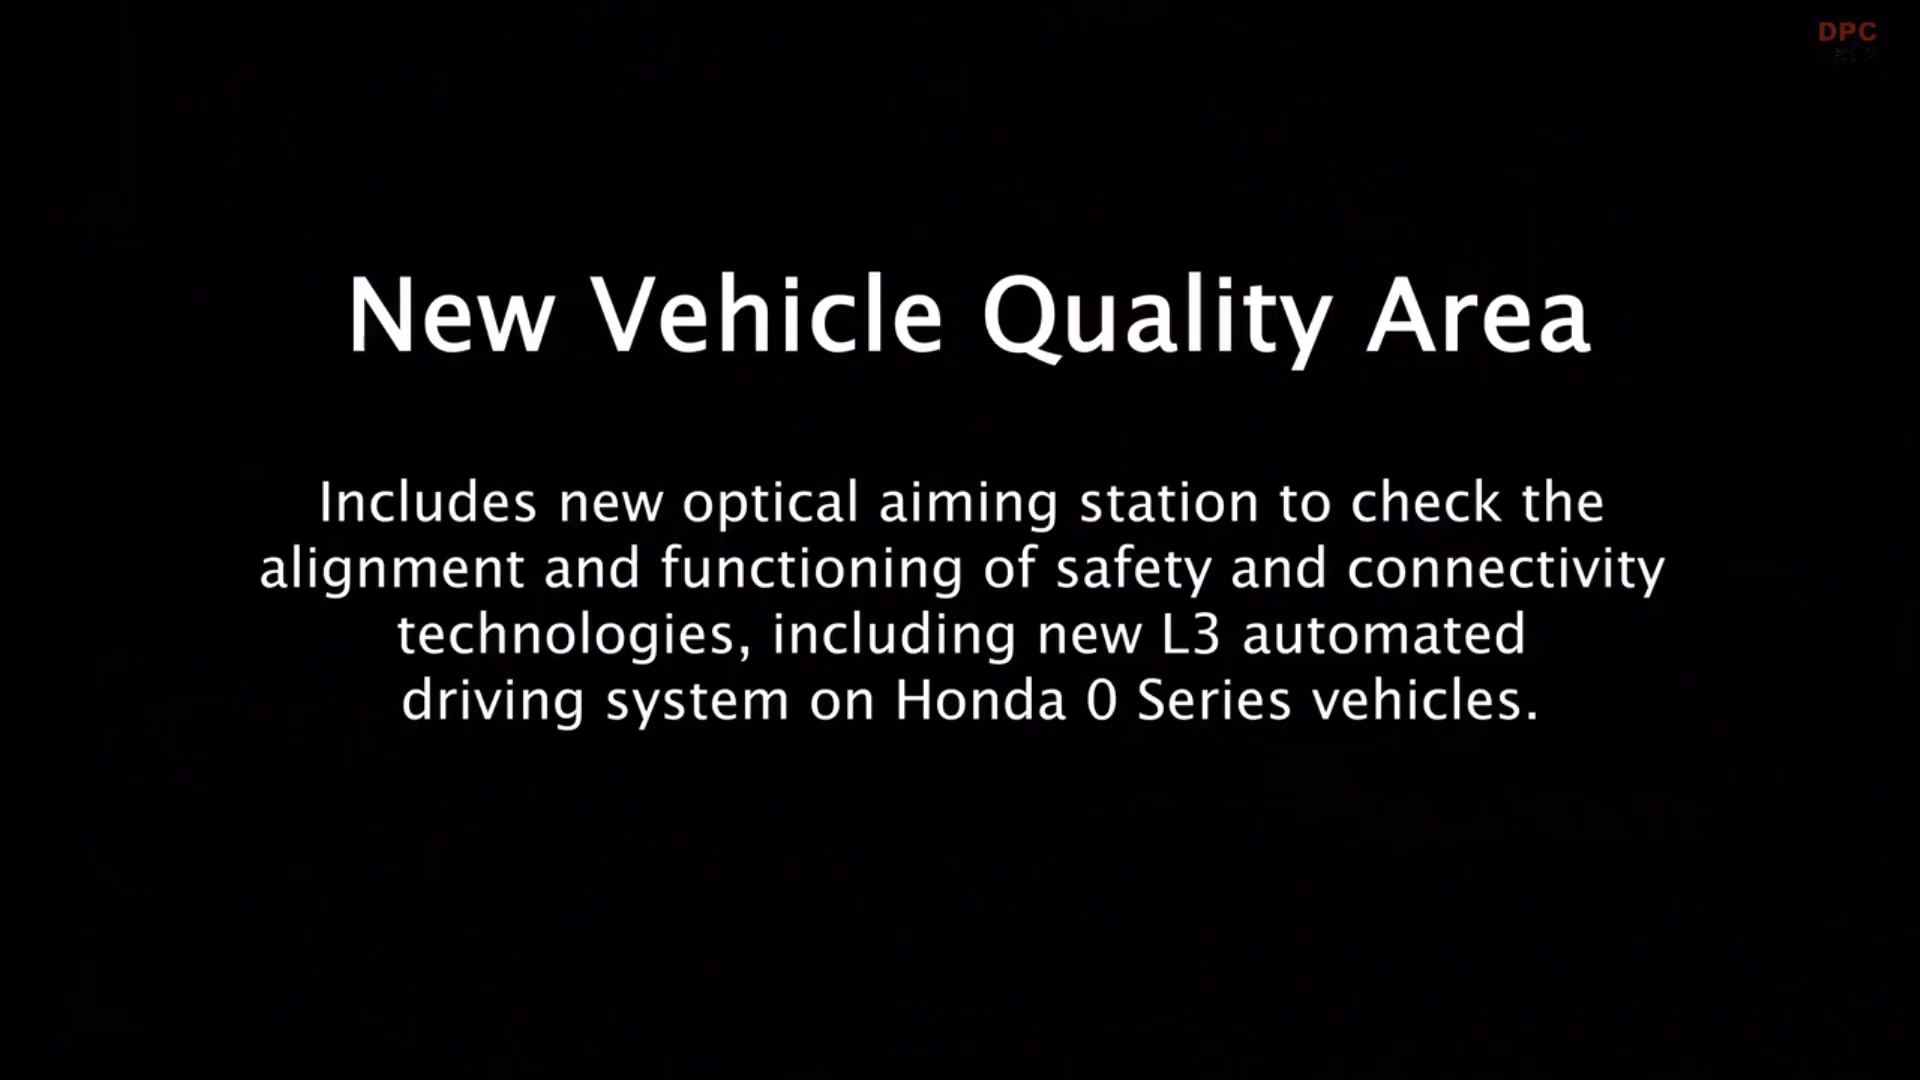 DPC
New Vehicle Quality Area
Includes new optical aiming station to check the
alignment and functioning of safety and connectivity
technologies, including new L3 automated
driving system on Honda 0 Series vehicles.